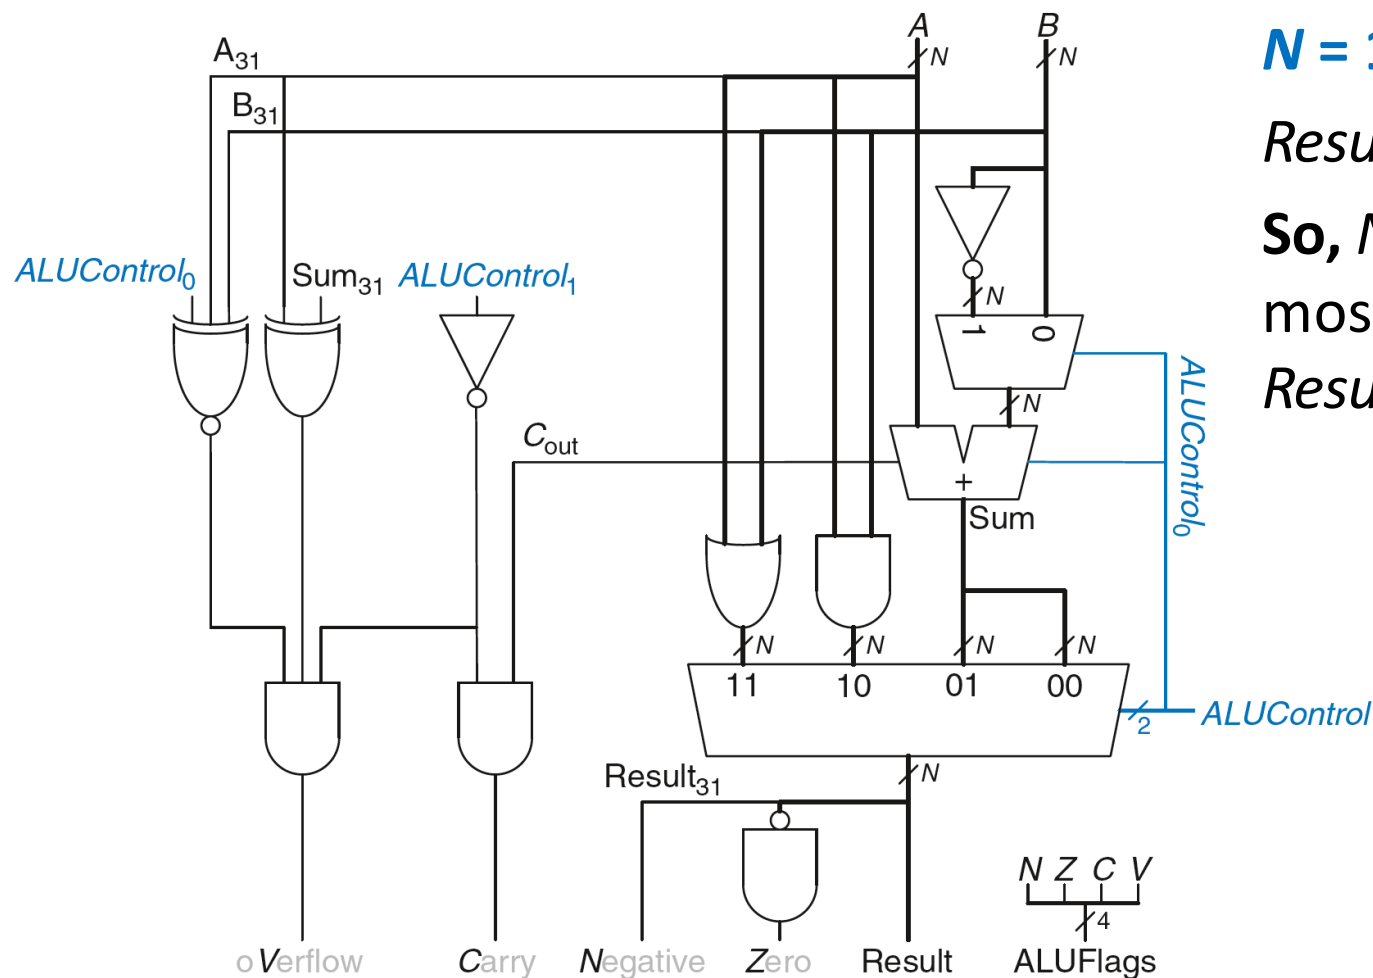 A
B
N = 1
A31
N
N
B31
Resu
So, N
ALUControl0
Sum31
ALUControl1
N
mos
1
0
Resu
ALUControl0
N
Cout
+
Sum
N
N
N
N
11
10
01
00
2
ALUControl
Result31
N
N Z C V
4
oVerflow
Carry
Negative
Zero
Result
ALUFlags